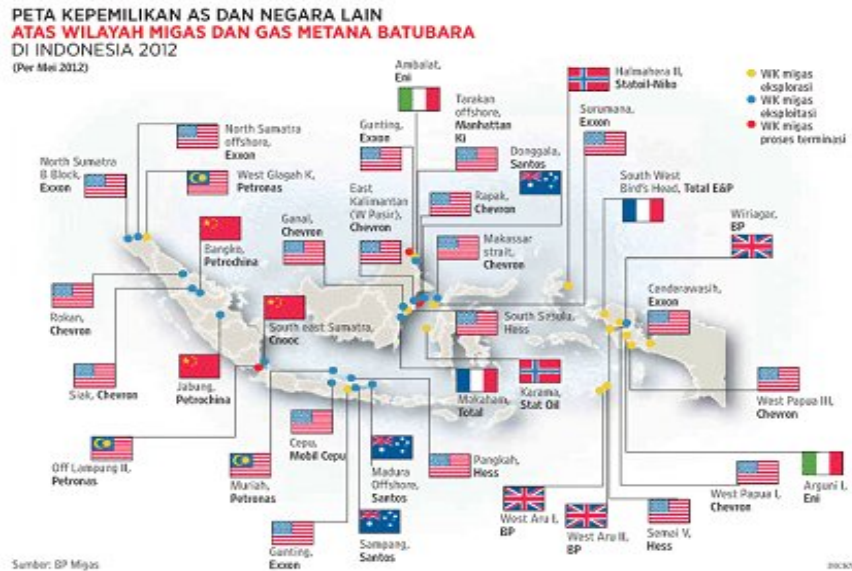 PETA KEPEMILIKAN AS DAN NEGARA LAIN
ATAS WILAYAH MIGAS DAN GAS METANA BATUBARA
DI INDONESIA 2012
(Per Mei 2012)
WK migas
eksplorasi
WK migas
eksploitasi
WK migas
proses terminasi
Ambalat,
Eni
Halmahera II,
Statoil-Niko
Tarakan
offshore,
Manhattan
Ki
Surumana,
Exxon
Gunting,
Exxon
North Sumatra
offshore,
Exxon
North Sumatra
B Block,
Exxon
West Glagah K,
Petronas
Donggala,
Santos
South West
Bird's Head, Total E&P
East
Kalimantan
(W Pasir),
Chevron
Rapak,
Chevron
Ganal,
Chevron
Wiriagar,
BP
Bangko,
Petrochina
Makassar
strait,
Chevron
Cenderawasih,
Exxon
Rokan,
Chevron
South east Sumatra,
Cnooc
South Sesulu,
Hess
Siak, Chevron
Jabung,
Petrochina
Makaham,
Total
Karama,
Stat Oil
West Papua III,
Chevron
Off Lampung II,
Petronas
Cepu,
Mobil Cepu
Muriah,
Petronas
Madura
Offshore,
Santos
Pangkah,
Hess
West Papua I,
Chevron
Arguni I,
Eni
West Aru I,
BP
West Aru II,
BP
Semai V,
Hess
Gunting,
Exxon
Sampang,
Santos
Sumber: BP Migas